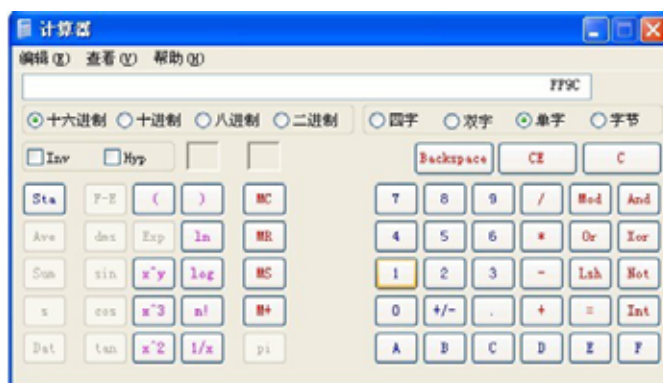 计算器
编辑(E) 查看(V) 帮助(H)
FF9C
十六进制 十进制 八进制 二进制 四字 双字 单字 字节
Inv Hyp Backspace CE C
Sta F-E ( ) MC 7 8 9 / Mod And
Ave dms Exp ln MR 4 5 6 * Or Xor
Sum sin x^y log MS 1 2 3 - Lsh Not
s cos x^3 n! M+ 0 +/- . + = Int
Dat tan x^2 1/x pi A B C D E F